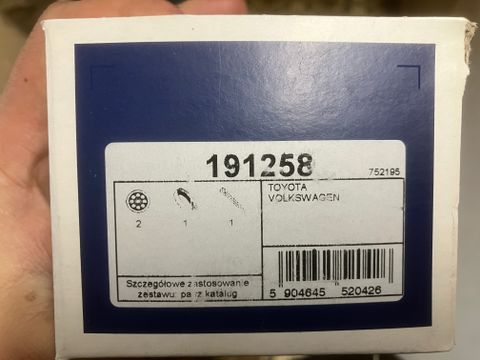 191258
752195
TOYOTA
VOLKSWAGEN
2 1 1
Szczegółowe zastosowanie
zestawu: patrz katalog
5 904645 520426